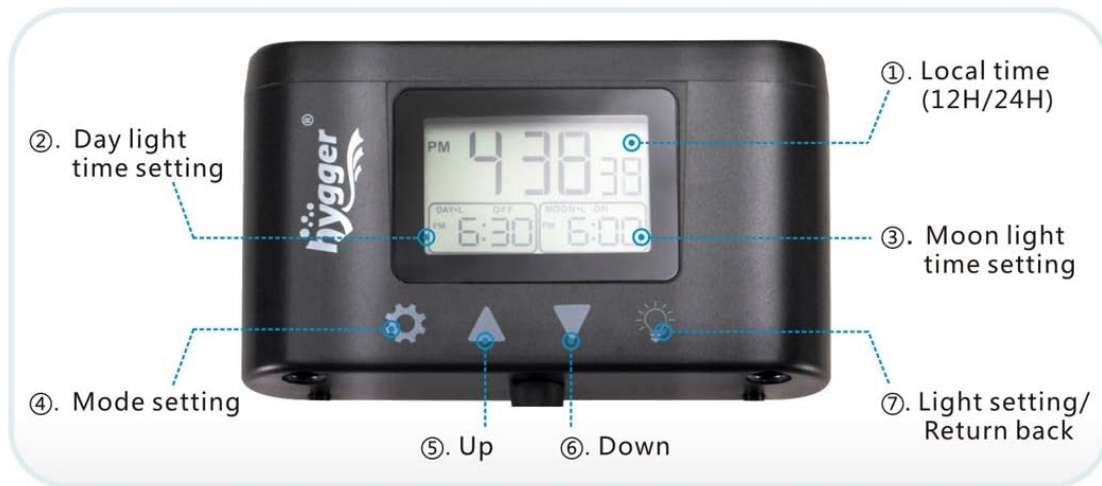 ①. Local time
(12H/24H)
②. Day light
time setting
hygger®
PM 4 38 38
DAY•L OFF
PM 6:30
MOON•L ON
PM 6:00
③. Moon light
time setting
④. Mode setting
⑤. Up
⑥. Down
⑦. Light setting/
Return back